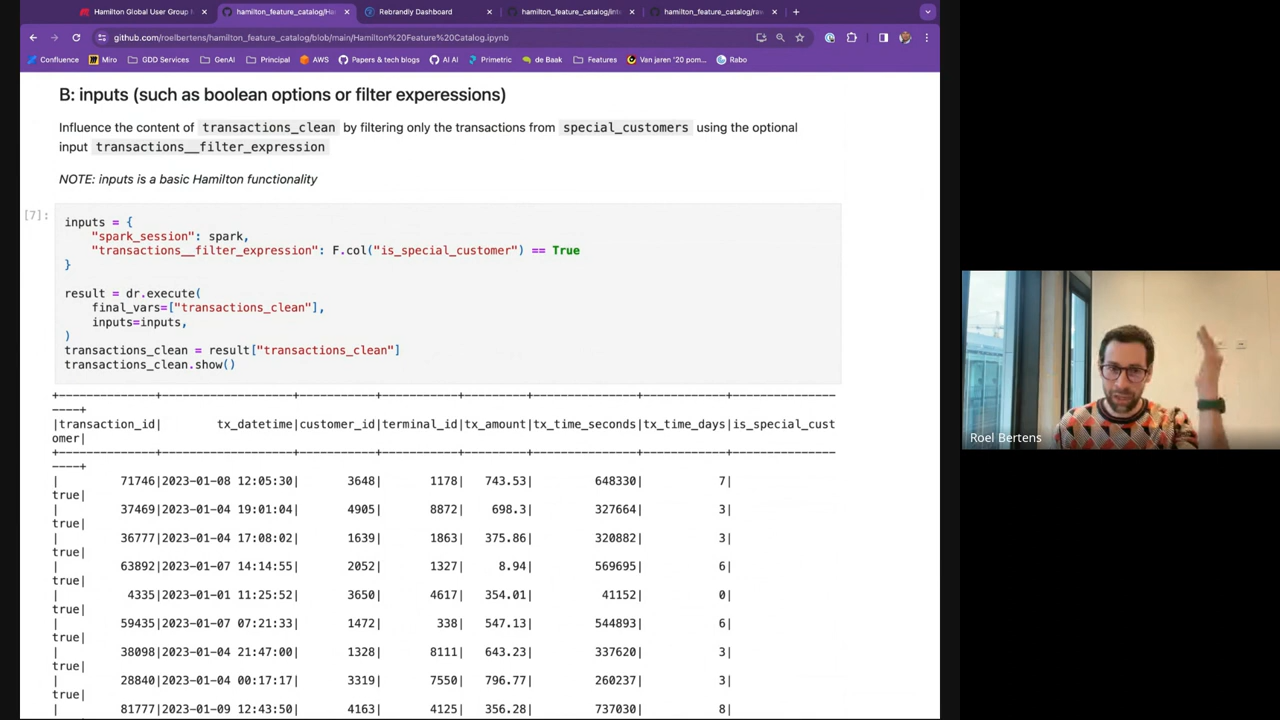 Hamilton Global User Group M
hamilton_feature_catalog/Ha
Rebrandly Dashboard
hamilton_feature_catalog/int
hamilton_feature_catalog/raw
github.com/roelbertens/hamilton_feature_catalog/blob/main/Hamilton%20Feature%20Catalog.ipynb
Confluence Miro GDD Services GenAI Principal AWS Papers & tech blogs AI AI Primetric de Baak Features Van jaren '20 pom... Rabo
B: inputs (such as boolean options or filter experessions)
Influence the content of transactions_clean by filtering only the transactions from special_customers using the optional
input transactions__filter_expression
NOTE: inputs is a basic Hamilton functionality
[7]:
inputs = {
    "spark_session": spark,
    "transactions__filter_expression": F.col("is_special_customer") == True
}
result = dr.execute(
    final_vars=["transactions_clean"],
    inputs=inputs,
)
transactions_clean = result["transactions_clean"]
transactions_clean.show()
+--------------+-------------------+-----------+-----------+---------+---------------+------------+---------------
----+
|transaction_id|        tx_datetime|customer_id|terminal_id|tx_amount|tx_time_seconds|tx_time_days|is_special_cust
omer|
+--------------+-------------------+-----------+-----------+---------+---------------+------------+---------------
----+
|         71746|2023-01-08 12:05:30|       3648|       1178|   743.53|         648330|           7|
true|
|         37469|2023-01-04 19:01:04|       4905|       8872|    698.3|         327664|           3|
true|
|         36777|2023-01-04 17:08:02|       1639|       1863|   375.86|         320882|           3|
true|
|         63892|2023-01-07 14:14:55|       2052|       1327|     8.94|         569695|           6|
true|
|          4335|2023-01-01 11:25:52|       3650|       4617|   354.01|          41152|           0|
true|
|         59435|2023-01-07 07:21:33|       1472|        338|   547.13|         544893|           6|
true|
|         38098|2023-01-04 21:47:00|       1328|       8111|   643.23|         337620|           3|
true|
|         28840|2023-01-04 00:17:17|       3319|       7550|   796.77|         260237|           3|
true|
|         81777|2023-01-09 12:43:50|       4163|       4125|   356.28|         737030|           8|
Roel Bertens